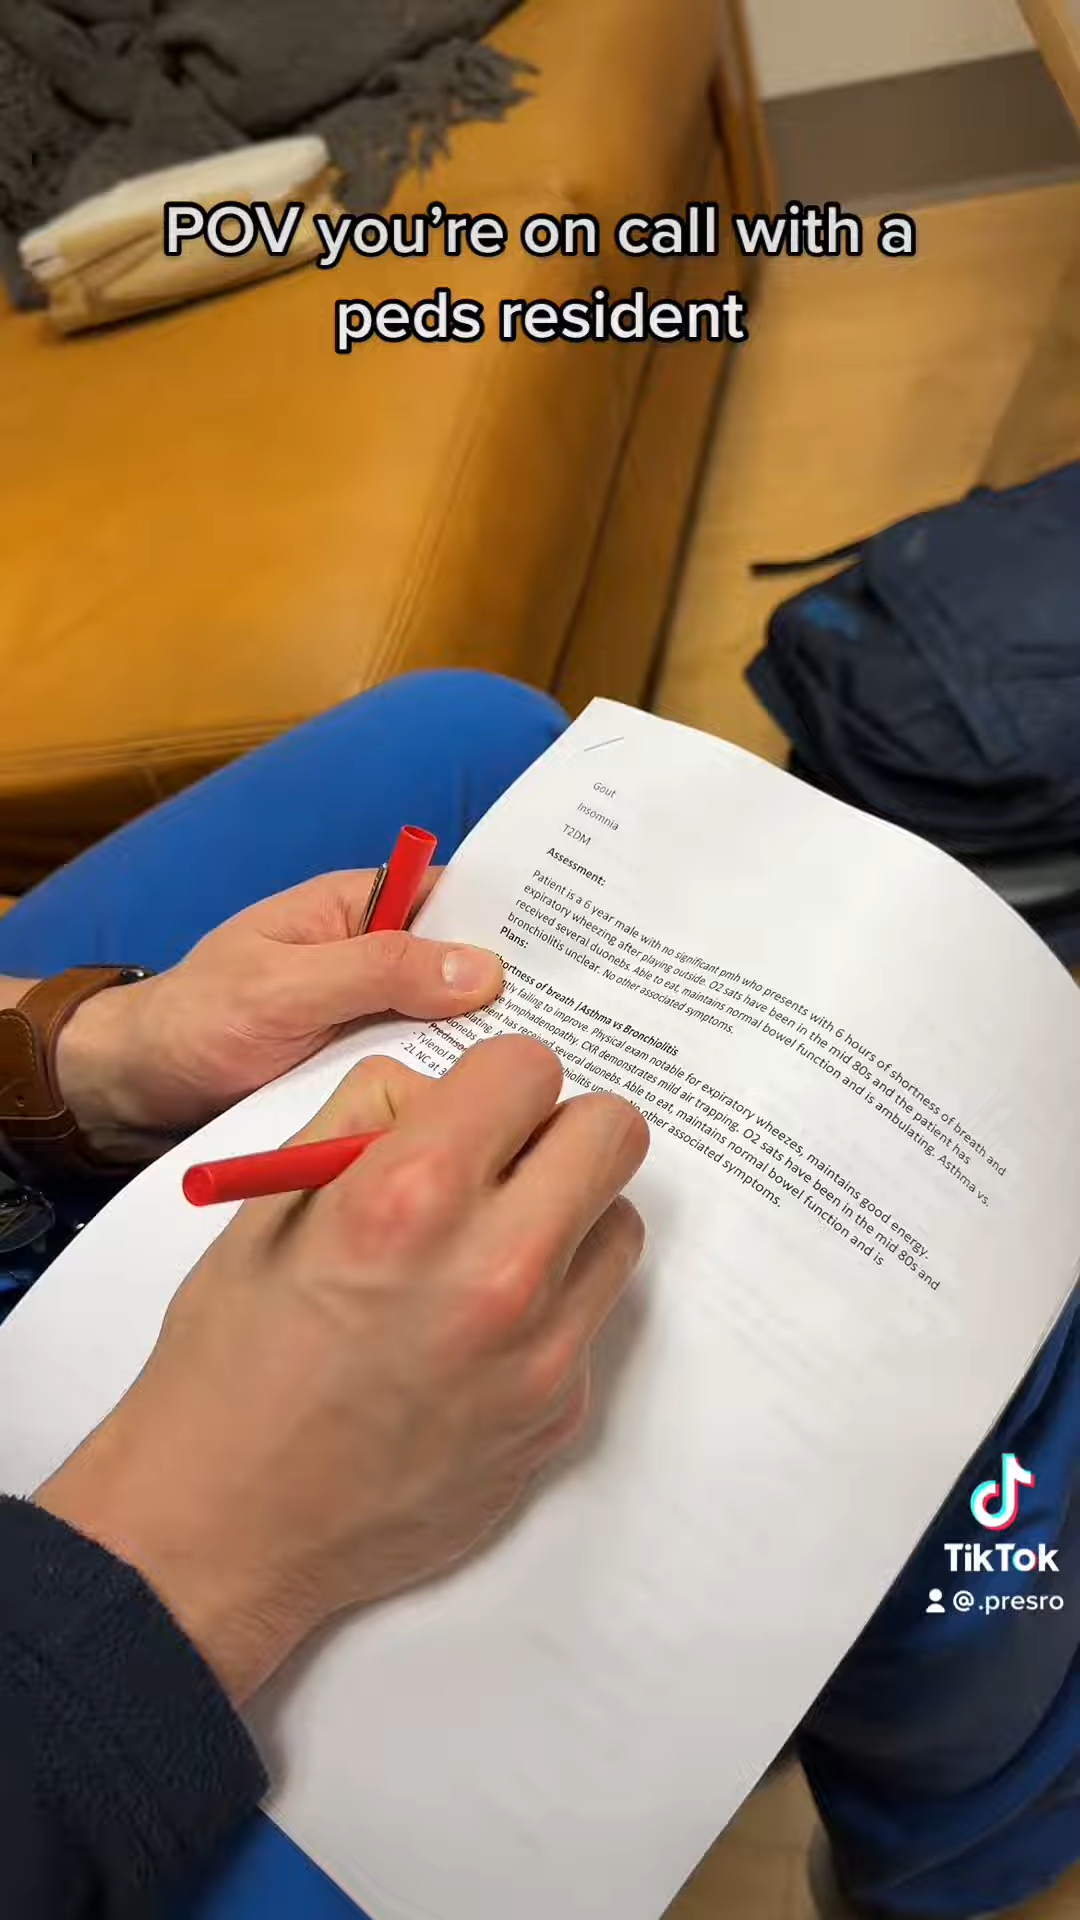 POV you're on call with a
peds resident
Gout
Insomnia
T2DM
Assessment:
Patient is a 6 year male with no significant pmh who presents with 6 hours of shortness of breath and
expiratory wheezing after playing outside. O2 sats have been in the mid 80s and the patient has
received several duonebs. Able to eat, maintains normal bowel function and is ambulating. Asthma vs.
bronchiolitis unclear. No other associated symptoms.
Plans:
Shortness of breath / Asthma vs Bronchiolitis
failing to improve. Physical exam notable for expiratory wheezes, maintains good energy.
lymphadenopathy. CXR demonstrates mild air trapping. O2 sats have been in the mid 80s and
has received several duonebs. Able to eat, maintains normal bowel function and is
other associated symptoms.
- Tylenol
- 2L NC at
TikTok
@.presro